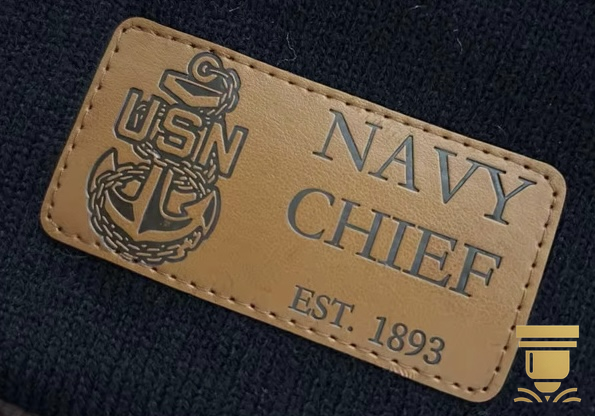 USN
NAVY
CHIEF
EST. 1893